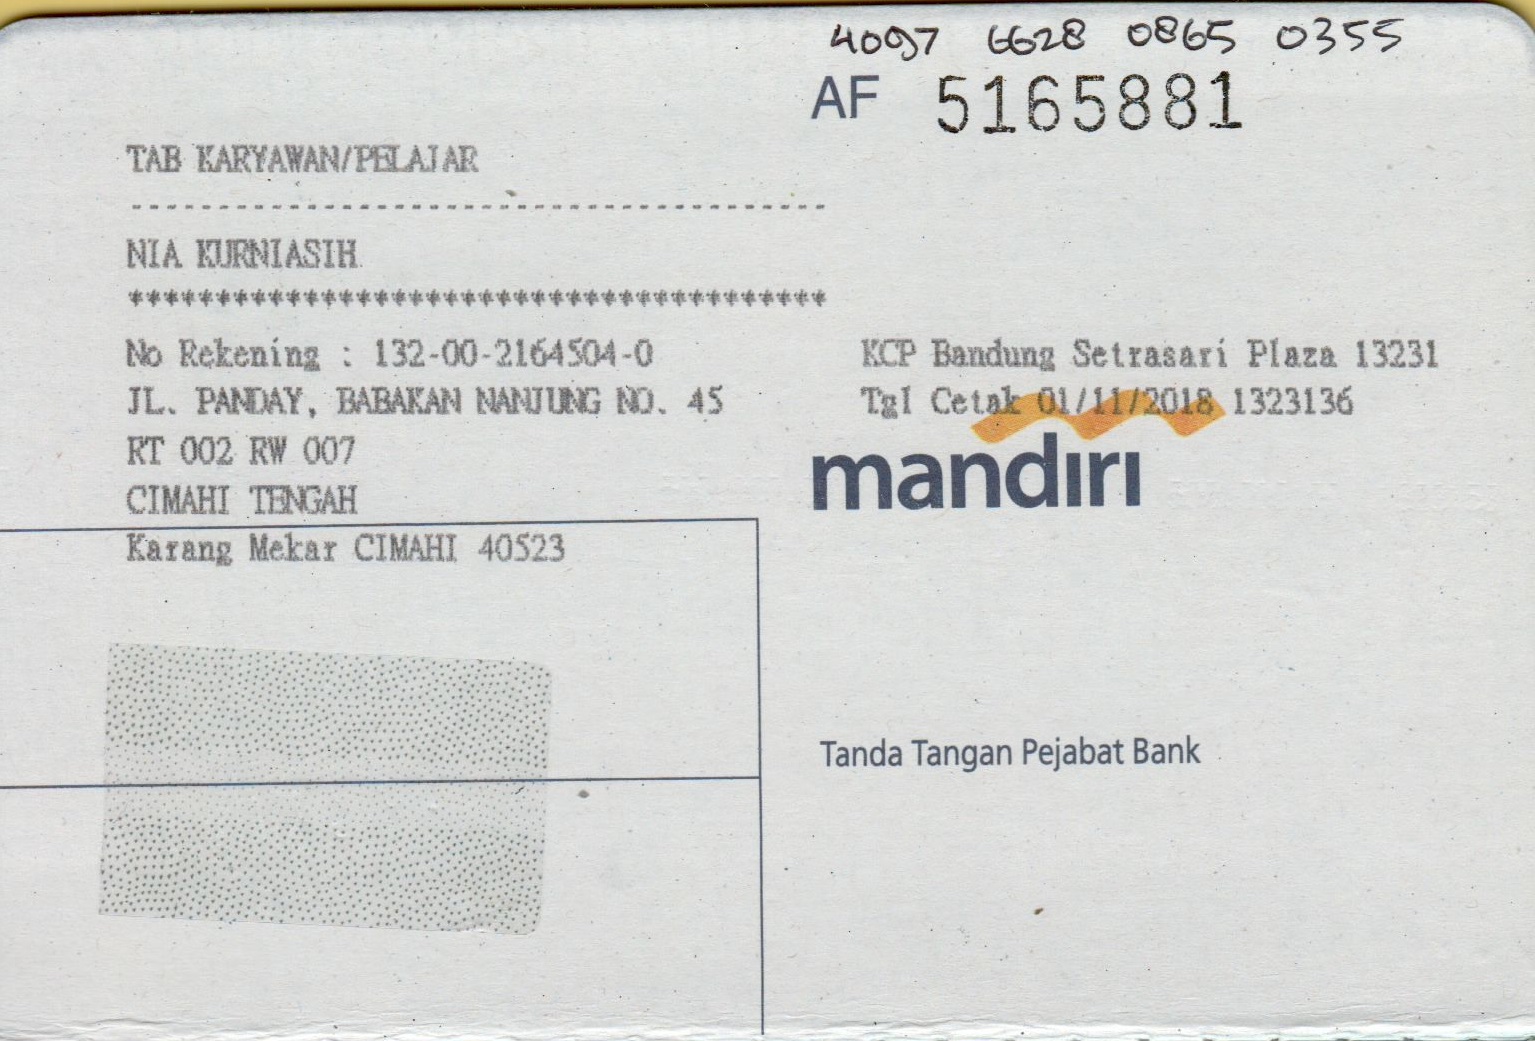 4097 6628 0865 0355
AF 5165881
TAB KARYAWAN/PELAJAR
----------------------------------------
NIA KURNIASIH
****************************************
No Rekening : 132-00-2164504-0
KCP Bandung Setrasari Plaza 13231
JL. PANDAY, BABAKAN NANJUNG NO. 45
Tgl Cetak 01/11/2018 1323136
RT 002 RW 007
mandiri
CIMAHI TENGAH
Karang Mekar CIMAHI 40523
Tanda Tangan Pejabat Bank